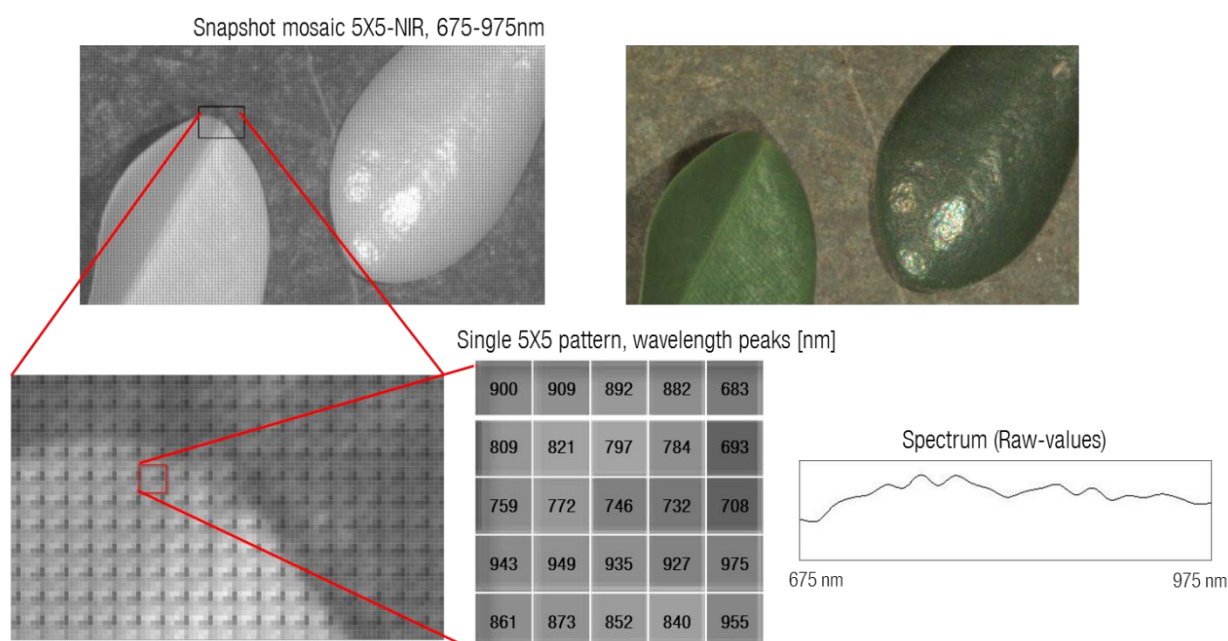 Snapshot mosaic 5X5-NIR, 675-975nm
Single 5X5 pattern, wavelength peaks [nm]
900 909 892 882 683
809 821 797 784 693
759 772 746 732 708
943 949 935 927 975
861 873 852 840 955
Spectrum (Raw-values)
675 nm 975 nm